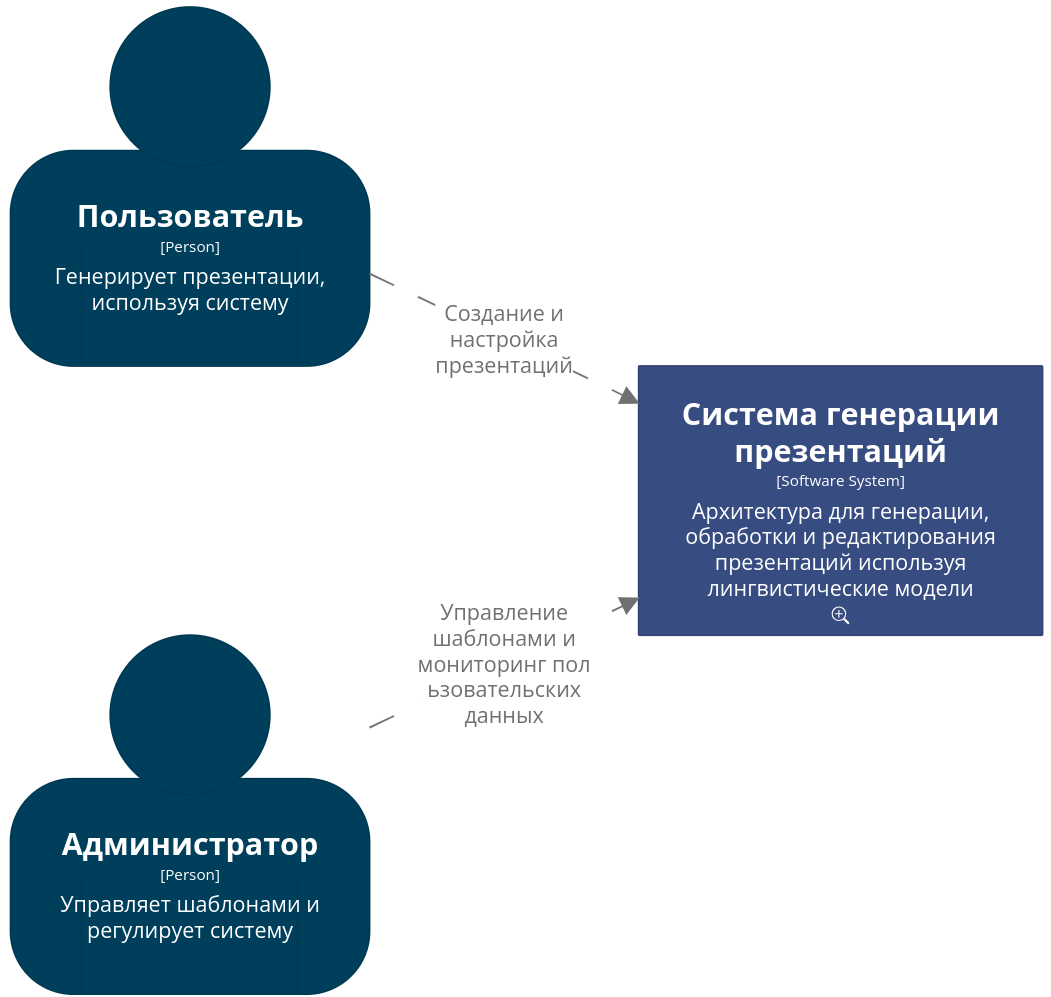 Пользователь
[Person]
Генерирует презентации,
используя систему
Создание и
настройка
презентаций
Система генерации
презентаций
[Software System]
Архитектура для генерации,
обработки и редактирования
презентаций используя
лингвистические модели
Управление
шаблонами и
мониторинг пол
ьзовательских
данных
Администратор
[Person]
Управляет шаблонами и
регулирует систему